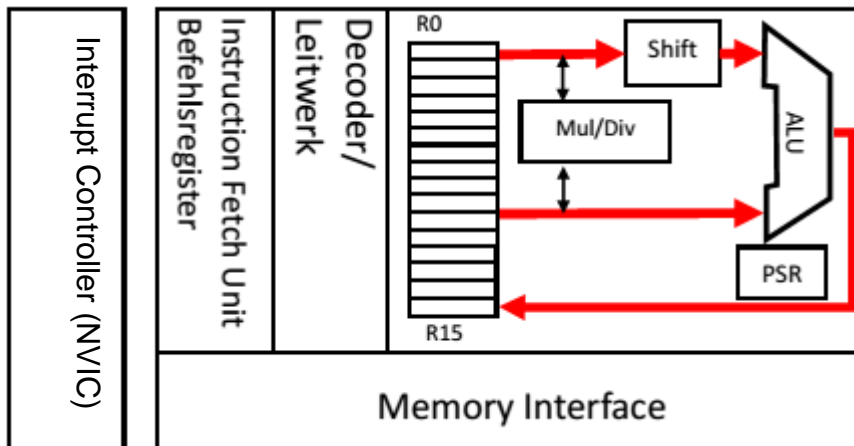 Interrupt Controller (NVIC)
Instruction Fetch Unit
Befehlsregister
Decoder/
Leitwerk
R0
Shift
Mul/Div
ALU
PSR
R15
Memory Interface